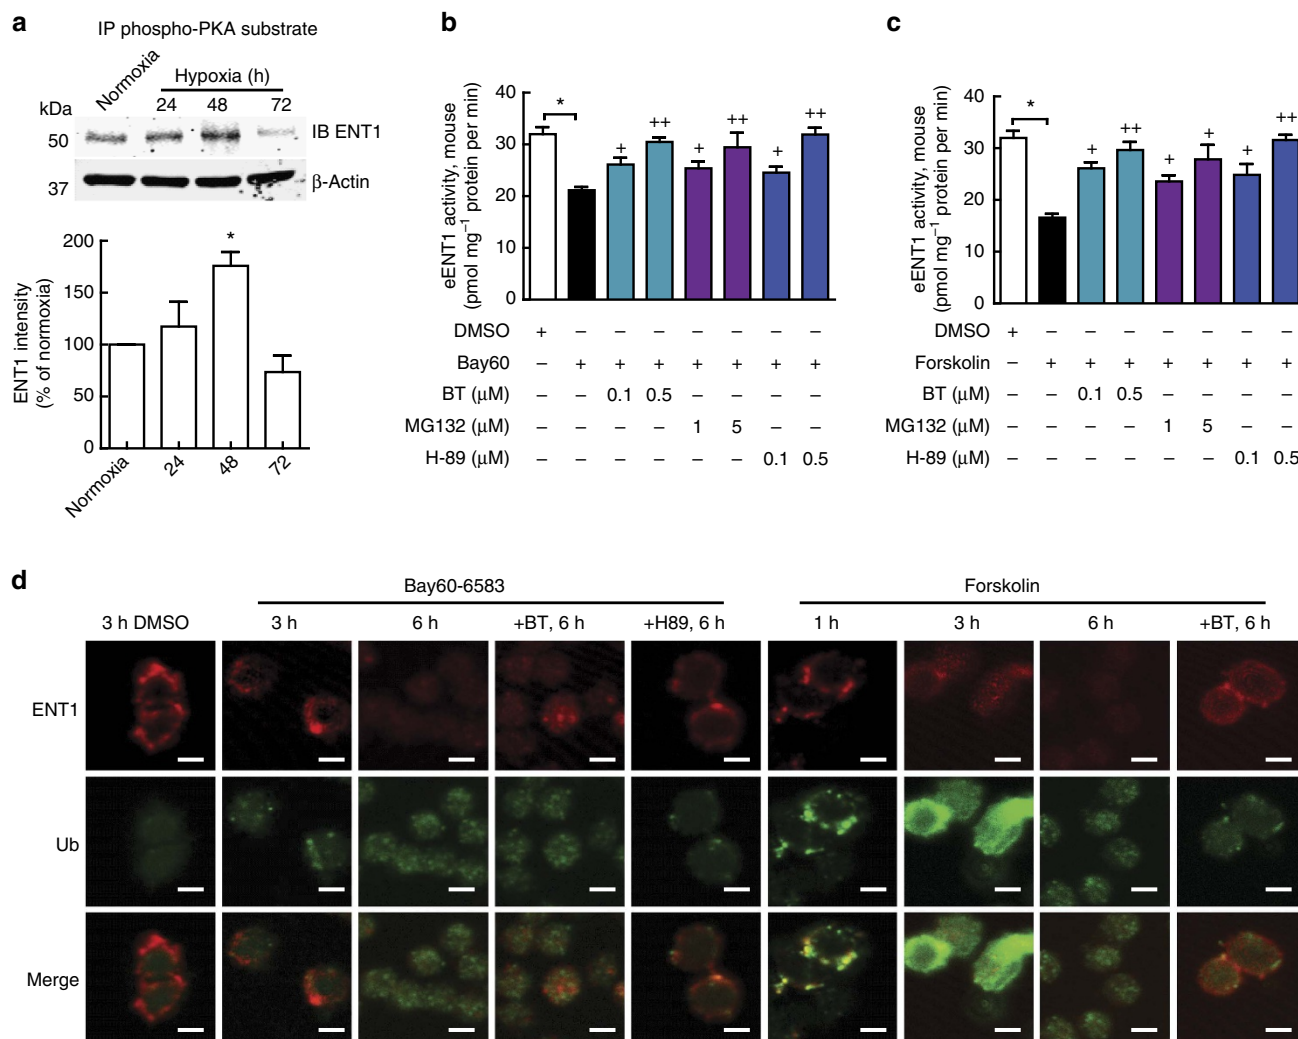 a
IP phospho-PKA substrate
Normoxia
Hypoxia (h)
kDa
24 48 72
50
IB ENT1
37
β-Actin
ENT1 intensity
(% of normoxia)
200
150
100
50
0
*
Normoxia
24
48
72
b
eENT1 activity, mouse
(pmol mg⁻¹ protein per min)
40
30
20
10
0
*
+ ++ + ++ + ++
DMSO + – – – – – – –
Bay60 – + + + + + + +
BT (μM) – – 0.1 0.5 – – – –
MG132 (μM) – – – – 1 5 – –
H-89 (μM) – – – – – – 0.1 0.5
c
eENT1 activity, mouse
(pmol mg⁻¹ protein per min)
40
30
20
10
0
*
+ ++ + + + ++
DMSO + – – – – – – –
Forskolin – + + + + + + +
BT (μM) – – 0.1 0.5 – – – –
MG132 (μM) – – – – 1 5 – –
H-89 (μM) – – – – – – 0.1 0.5
d
Bay60-6583
Forskolin
3 h DMSO 3 h 6 h +BT, 6 h +H89, 6 h 1 h 3 h 6 h +BT, 6 h
ENT1
Ub
Merge